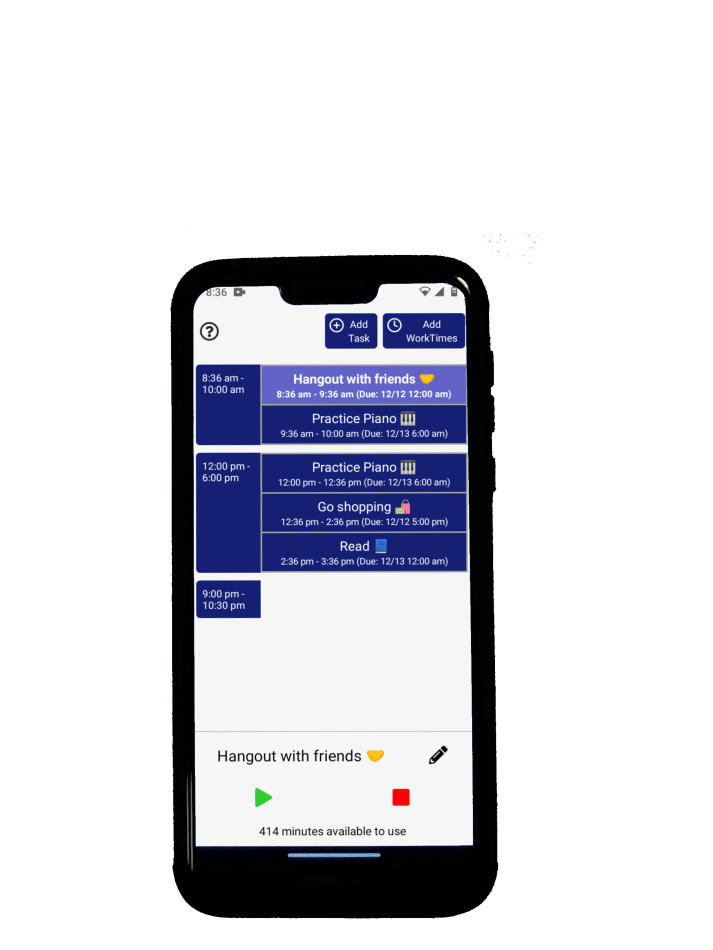 8:36
Add
Task
Add
WorkTimes
8:36 am -
10:00 am
Hangout with friends 🤝
8:36 am - 9:36 am (Due: 12/12 12:00 am)
Practice Piano 🎹
9:36 am - 10:00 am (Due: 12/13 6:00 am)
12:00 pm -
6:00 pm
Practice Piano 🎹
12:00 pm - 12:36 pm (Due: 12/13 6:00 am)
Go shopping 🛍️
12:36 pm - 2:36 pm (Due: 12/12 5:00 pm)
Read 📘
2:36 pm - 3:36 pm (Due: 12/13 12:00 am)
9:00 pm -
10:30 pm
Hangout with friends 🤝
414 minutes available to use